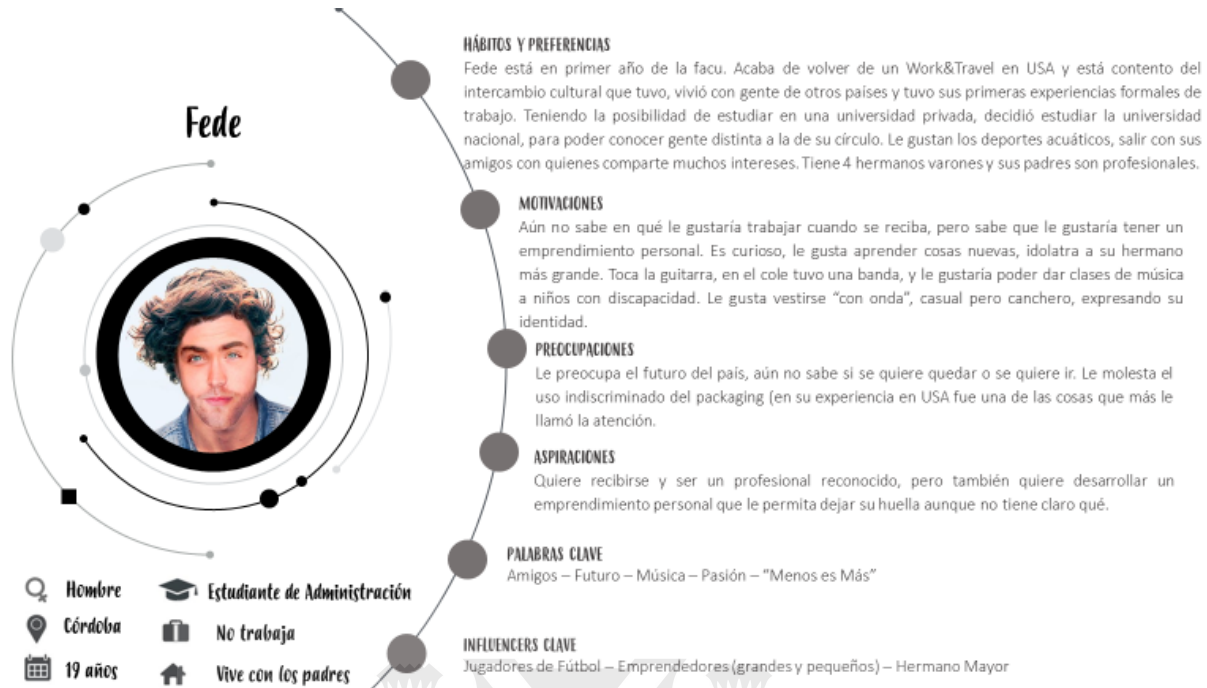 Fede
Hombre
Córdoba
19 años
Estudiante de Administración
No trabaja
Vive con los padres
HÁBITOS Y PREFERENCIAS
Fede está en primer año de la facu. Acaba de volver de un Work&Travel en USA y está contento del
intercambio cultural que tuvo, vivió con gente de otros países y tuvo sus primeras experiencias formales de
trabajo. Teniendo la posibilidad de estudiar en una universidad privada, decidió estudiar la universidad
nacional, para poder conocer gente distinta a la de su círculo. Le gustan los deportes acuáticos, salir con sus
amigos con quienes comparte muchos intereses. Tiene 4 hermanos varones y sus padres son profesionales.
MOTIVACIONES
Aún no sabe en qué le gustaría trabajar cuando se reciba, pero sabe que le gustaría tener un
emprendimiento personal. Es curioso, le gusta aprender cosas nuevas, idolatra a su hermano
más grande. Toca la guitarra, en el cole tuvo una banda, y le gustaría poder dar clases de música
a niños con discapacidad. Le gusta vestirse “con onda”, casual pero canchero, expresando su
identidad.
PREOCUPACIONES
Le preocupa el futuro del país, aún no sabe si se quiere quedar o se quiere ir. Le molesta el
uso indiscriminado del packaging (en su experiencia en USA fue una de las cosas que más le
llamó la atención.
ASPIRACIONES
Quiere recibirse y ser un profesional reconocido, pero también quiere desarrollar un
emprendimiento personal que le permita dejar su huella aunque no tiene claro qué.
PALABRAS CLAVE
Amigos – Futuro – Música – Pasión – “Menos es Más”
INFLUENCERS CLAVE
Jugadores de Fútbol – Emprendedores (grandes y pequeños) – Hermano Mayor